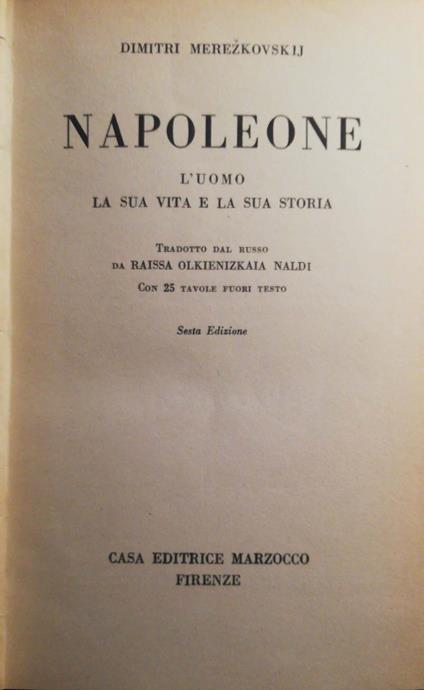 DIMITRI MEREŽKOVSKIJ
NAPOLEONE
L'UOMO
LA SUA VITA E LA SUA STORIA
TRADOTTO DAL RUSSO
DA RAISSA OLKIENIZKAIA NALDI
CON 25 TAVOLE FUORI TESTO
Sesta Edizione
CASA EDITRICE MARZOCCO
FIRENZE